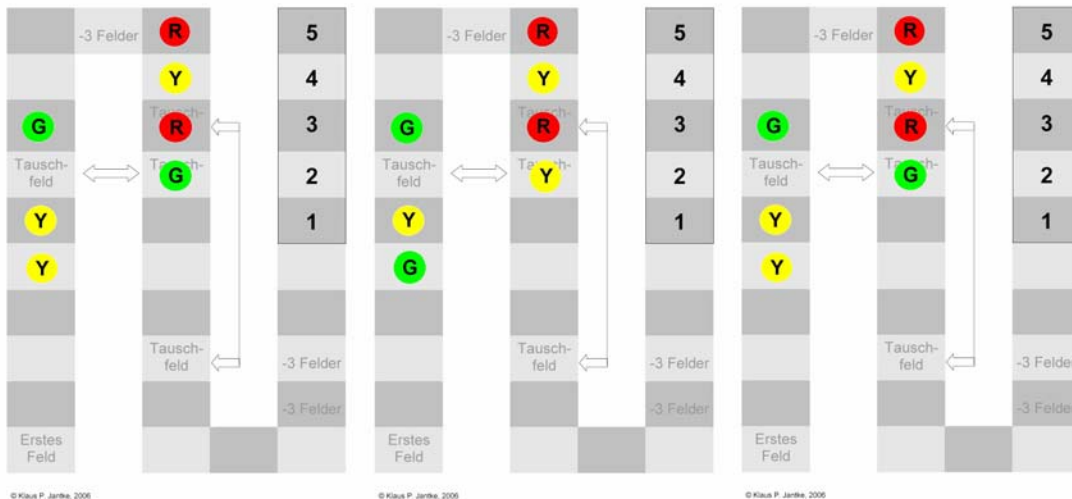 -3 Felder
R
5
Y
4
G
Tausch-
R
3
Tausch-
feld
Tausch-
G
2
Y
1
Y
Tausch-
feld
-3 Felder
-3 Felder
Erstes
Feld
© Klaus P. Jantke, 2006
-3 Felder
R
5
Y
4
G
Tausch-
R
3
Tausch-
feld
Tausch-
Y
2
Y
1
G
Tausch-
feld
-3 Felder
-3 Felder
Erstes
Feld
© Klaus P. Jantke, 2006
-3 Felder
R
5
Y
4
G
Tausch-
R
3
Tausch-
feld
Tausch-
G
2
Y
1
Y
Tausch-
feld
-3 Felder
-3 Felder
Erstes
Feld
© Klaus P. Jantke, 2006